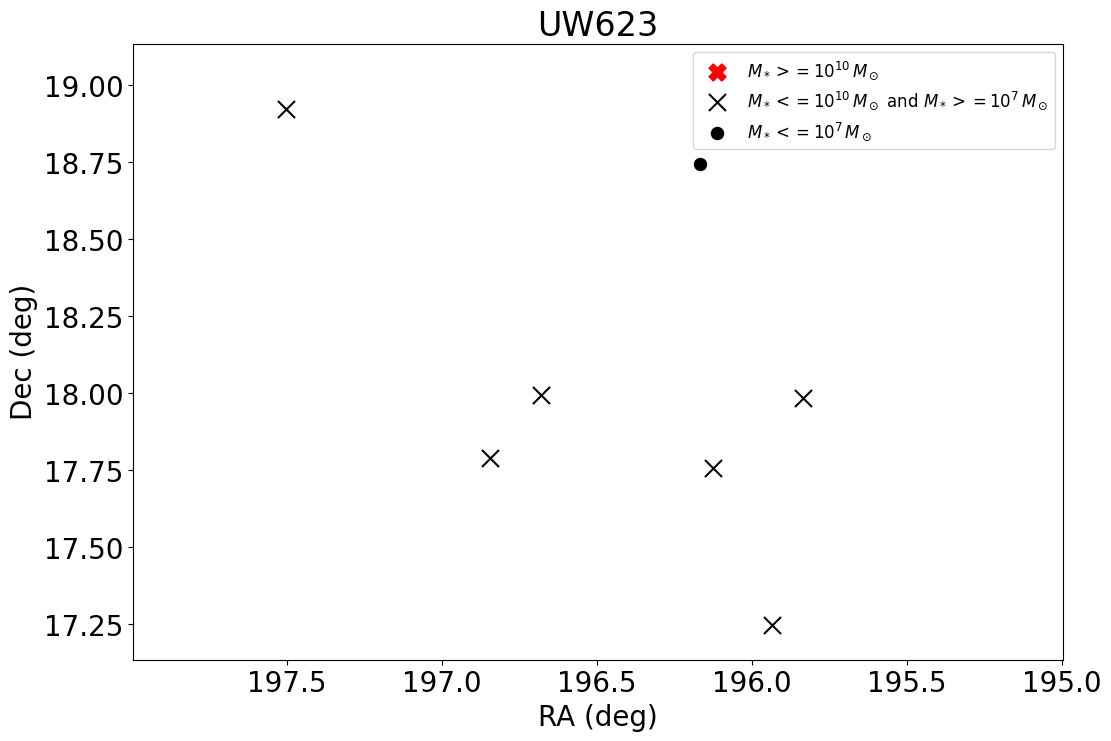 UW623
M* >= 10^10 M⊙
M* <= 10^10 M⊙ and M* >= 10^7 M⊙
M* <= 10^7 M⊙
19.00
18.75
18.50
18.25
18.00
17.75
17.50
17.25
Dec (deg)
197.5 197.0 196.5 196.0 195.5 195.0
RA (deg)